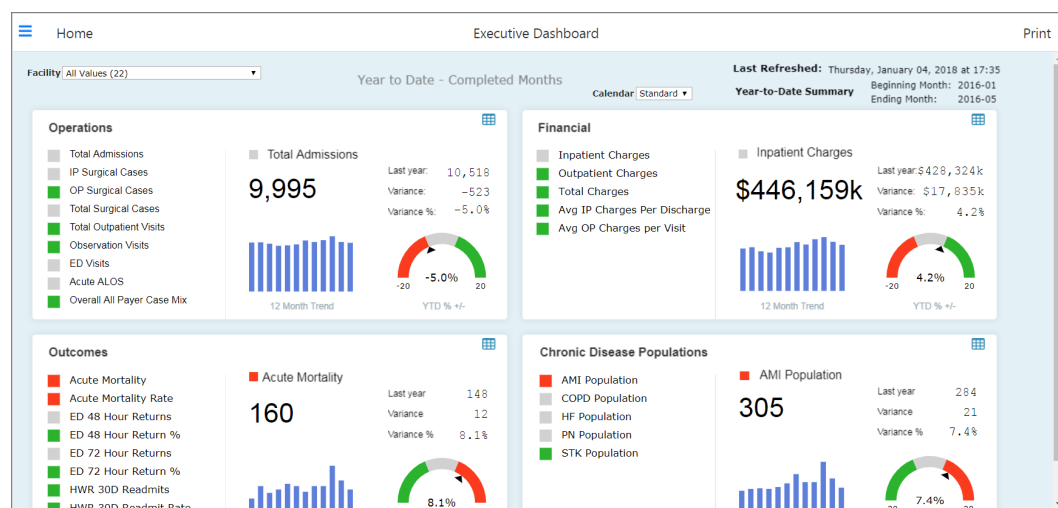 Home
Executive Dashboard
Print
Facility All Values (22)
Year to Date - Completed Months
Calendar Standard
Last Refreshed: Thursday, January 04, 2018 at 17:35
Year-to-Date Summary
Beginning Month: 2016-01
Ending Month: 2016-05
Operations
Total Admissions
IP Surgical Cases
OP Surgical Cases
Total Surgical Cases
Total Outpatient Visits
Observation Visits
ED Visits
Acute ALOS
Overall All Payer Case Mix
Total Admissions
9,995
Last year: 10,518
Variance: -523
Variance %: -5.0%
12 Month Trend
-5.0%
-20 20
YTD % +/-
Financial
Inpatient Charges
Outpatient Charges
Total Charges
Avg IP Charges Per Discharge
Avg OP Charges per Visit
Inpatient Charges
$446,159k
Last year: $428,324k
Variance: $17,835k
Variance %: 4.2%
12 Month Trend
4.2%
-20 20
YTD % +/-
Outcomes
Acute Mortality
Acute Mortality Rate
ED 48 Hour Returns
ED 48 Hour Return %
ED 72 Hour Returns
ED 72 Hour Return %
HWR 30D Readmits
HWR 30D Readmit Rate
Acute Mortality
160
Last year 148
Variance 12
Variance % 8.1%
8.1%
Chronic Disease Populations
AMI Population
COPD Population
HF Population
PN Population
STK Population
AMI Population
305
Last year 284
Variance 21
Variance % 7.4%
7.4%